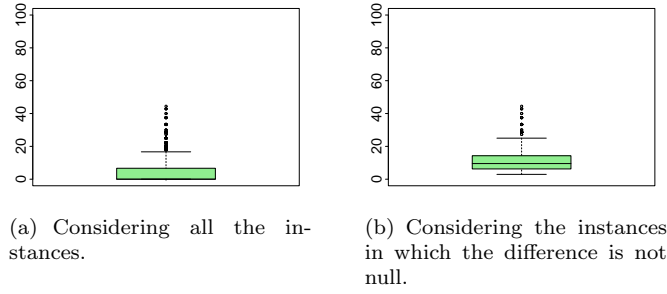 100
80
60
40
20
0
100
80
60
40
20
0
(a) Considering all the in-
stances.
(b) Considering the instances
in which the difference is not
null.